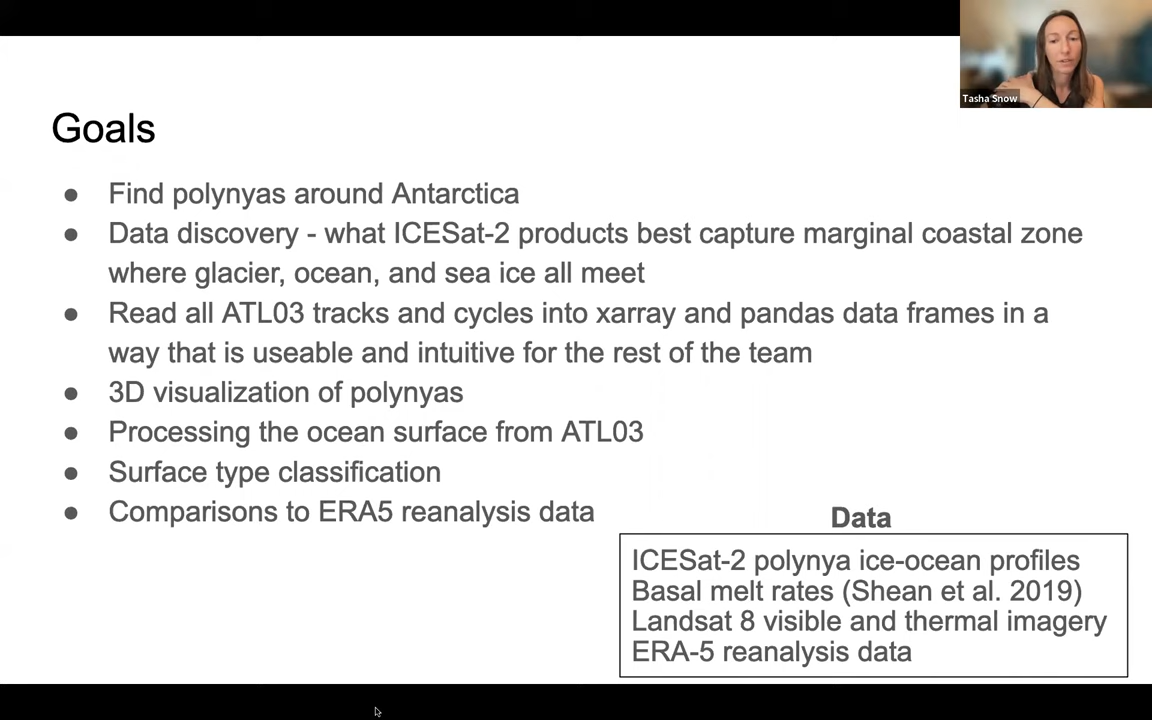 Tasha Snow
Goals
● Find polynyas around Antarctica
● Data discovery - what ICESat-2 products best capture marginal coastal zone
where glacier, ocean, and sea ice all meet
● Read all ATL03 tracks and cycles into xarray and pandas data frames in a
way that is useable and intuitive for the rest of the team
● 3D visualization of polynyas
● Processing the ocean surface from ATL03
● Surface type classification
● Comparisons to ERA5 reanalysis data
Data
ICESat-2 polynya ice-ocean profiles
Basal melt rates (Shean et al. 2019)
Landsat 8 visible and thermal imagery
ERA-5 reanalysis data